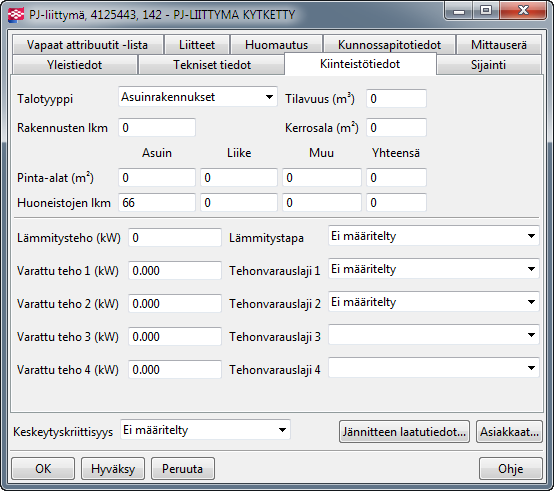 PJ-liittymä, 4125443, 142 - PJ-LIITTYMA KYTKETTY
Vapaat attribuutit -lista Liitteet Huomautus Kunnossapitotiedot Mittauserä
Yleistiedot Tekniset tiedot Kiinteistötiedot Sijainti
Talotyyppi Asuinrakennukset Tilavuus (m³) 0
Rakennusten lkm 0 Kerrosala (m²) 0
Asuin Liike Muu Yhteensä
Pinta-alat (m²) 0 0 0 0
Huoneistojen lkm 66 0 0 0
Lämmitysteho (kW) 0 Lämmitystapa Ei määritelty
Varattu teho 1 (kW) 0.000 Tehonvarauslaji 1 Ei määritelty
Varattu teho 2 (kW) 0.000 Tehonvarauslaji 2 Ei määritelty
Varattu teho 3 (kW) 0.000 Tehonvarauslaji 3
Varattu teho 4 (kW) 0.000 Tehonvarauslaji 4
Keskeytyskriittisyys Ei määritelty Jännitteen laatutiedot... Asiakkaat...
OK Hyväksy Peruuta Ohje